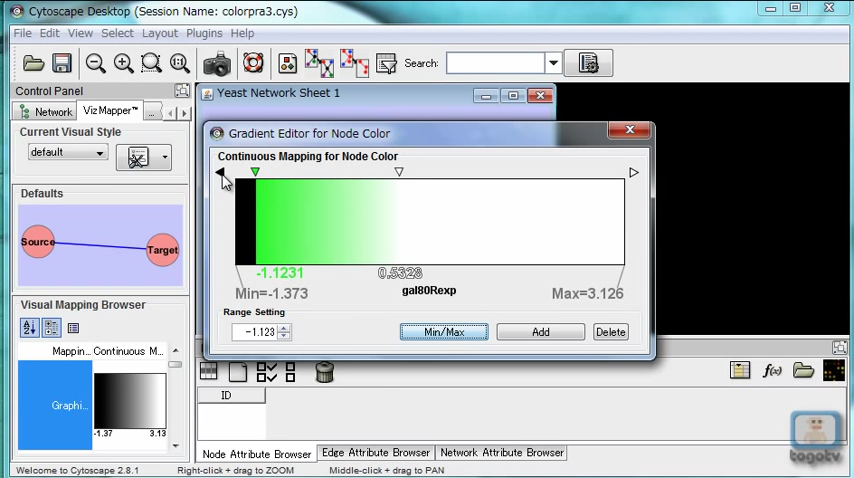 Cytoscape Desktop (Session Name: colorpra3.cys)
File Edit View Select Layout Plugins Help
1:1
Search:
Control Panel
Network VizMapper™ ...
Current Visual Style
default
Defaults
Source
Target
Visual Mapping Browser
Mappin... Continuous M...
Graphi...
-1.37 3.13
Yeast Network Sheet 1
Gradient Editor for Node Color
Continuous Mapping for Node Color
-1.1231 0.5328
gal80Rexp
Min=-1.373 Max=3.126
Range Setting
-1.123
Min/Max Add Delete
f(x)
ID
Node Attribute Browser Edge Attribute Browser Network Attribute Browser
Welcome to Cytoscape 2.8.1 Right-click + drag to ZOOM Middle-click + drag to PAN
togotv